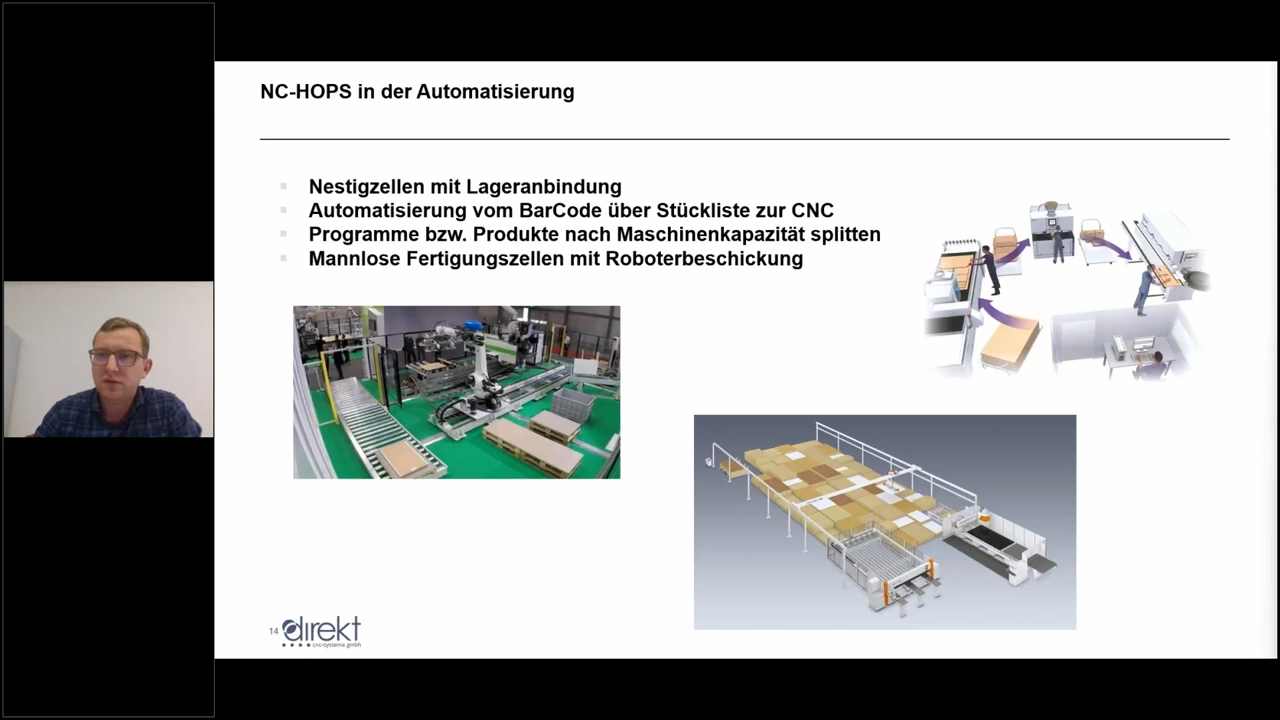 NC-HOPS in der Automatisierung
Nestigzellen mit Lageranbindung
Automatisierung vom BarCode über Stückliste zur CNC
Programme bzw. Produkte nach Maschinenkapazität splitten
Mannlose Fertigungszellen mit Roboterbeschickung
14
direkt
cnc-systeme gmbh